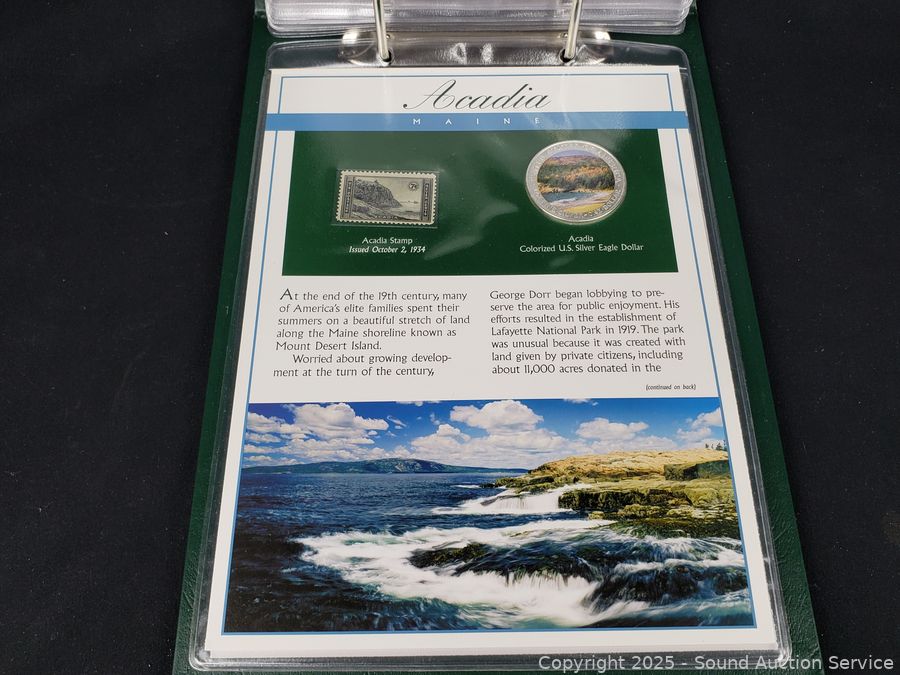 Acadia
MAINE
7¢
Acadia Stamp
Issued October 2, 1934
Acadia
Colorized U.S. Silver Eagle Dollar
At the end of the 19th century, many
of America's elite families spent their
summers on a beautiful stretch of land
along the Maine shoreline known as
Mount Desert Island.
Worried about growing develop-
ment at the turn of the century,
George Dorr began lobbying to pre-
serve the area for public enjoyment. His
efforts resulted in the establishment of
Lafayette National Park in 1919. The park
was unusual because it was created with
land given by private citizens, including
about 11,000 acres donated in the
(continued on back)
Copyright 2025 - Sound Auction Service